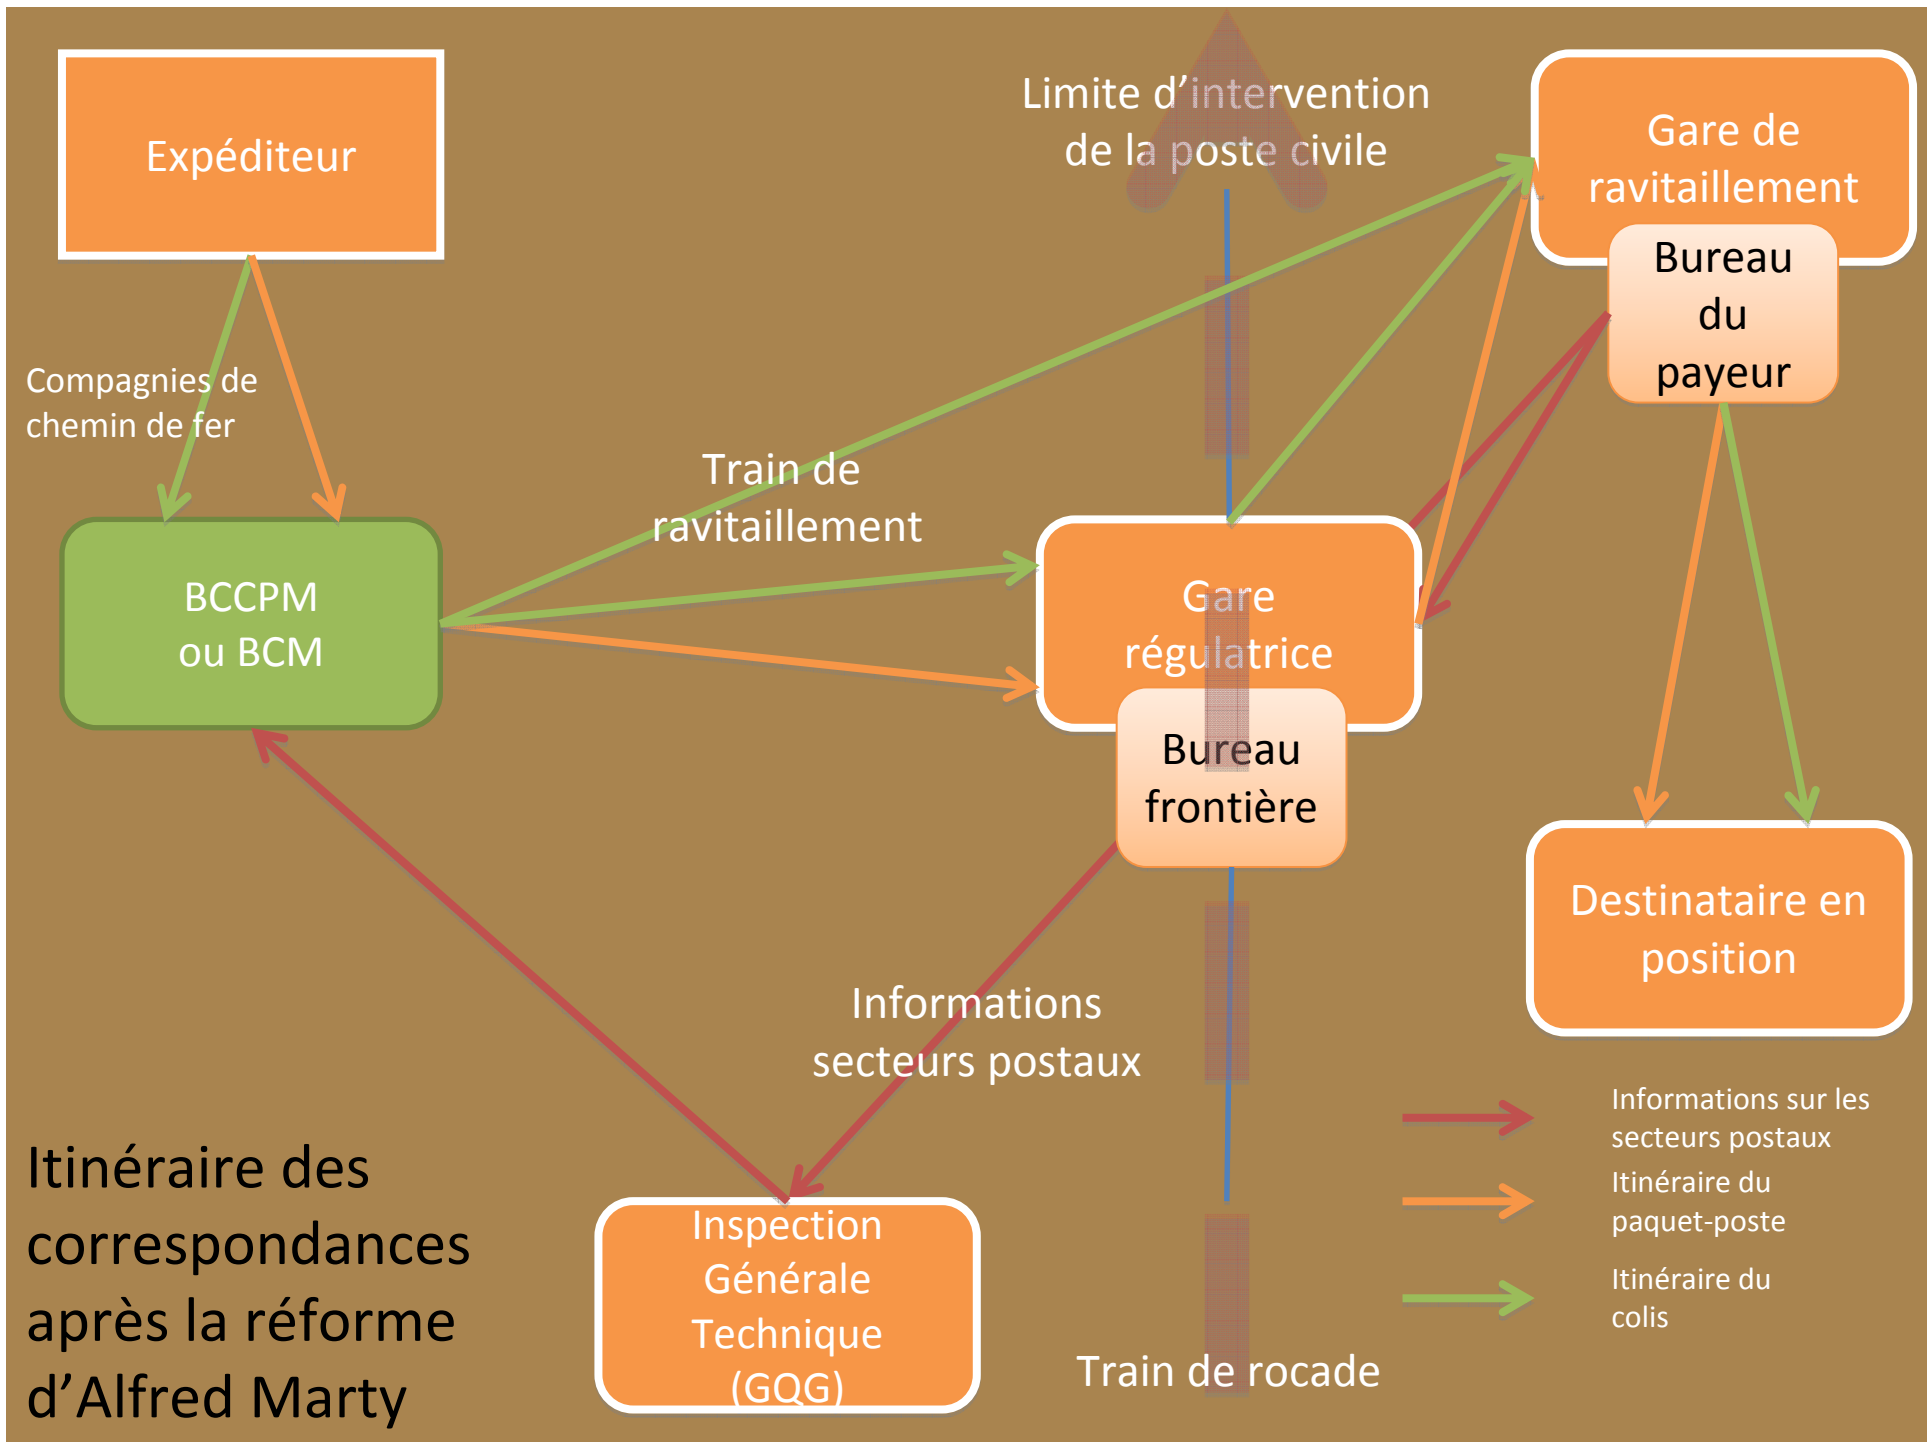 Expéditeur
Limite d’intervention
de la poste civile
Gare de
ravitaillement
Bureau
du
payeur
Compagnies de
chemin de fer
Train de
ravitaillement
BCCPM
ou BCM
Gare
régulatrice
Bureau
frontière
Destinataire en
position
Informations
secteurs postaux
Informations sur les
secteurs postaux
Itinéraire du
paquet-poste
Itinéraire du
colis
Itinéraire des
correspondances
après la réforme
d’Alfred Marty
Inspection
Générale
Technique
(GQG)
Train de rocade